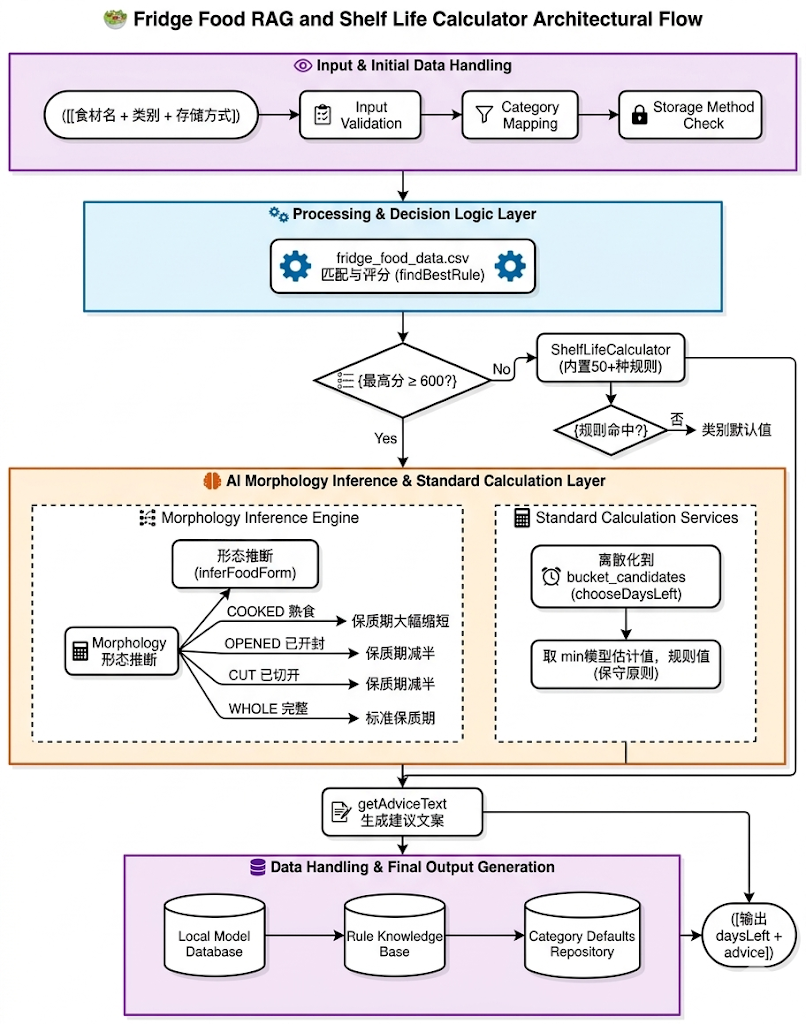 Fridge Food RAG and Shelf Life Calculator Architectural Flow
Input & Initial Data Handling
([[食材名 + 类别 + 存储方式])
Input
Validation
Category
Mapping
Storage Method
Check
Processing & Decision Logic Layer
fridge_food_data.csv
匹配与评分 (findBestRule)
{最高分 ≥ 600?}
No
Yes
ShelfLifeCalculator
(内置50+种规则)
{规则命中?}
否
类别默认值
AI Morphology Inference & Standard Calculation Layer
Morphology Inference Engine
形态推断
(inferFoodForm)
Morphology
形态推断
COOKED 熟食
保质期大幅缩短
OPENED 已开封
保质期减半
CUT 已切开
保质期减半
WHOLE 完整
标准保质期
Standard Calculation Services
离散化到
bucket_candidates
(chooseDaysLeft)
取 min模型估计值，规则值
(保守原则)
getAdviceText
生成建议文案
Data Handling & Final Output Generation
Local Model
Database
Rule Knowledge
Base
Category Defaults
Repository
([输出
daysLeft +
advice])